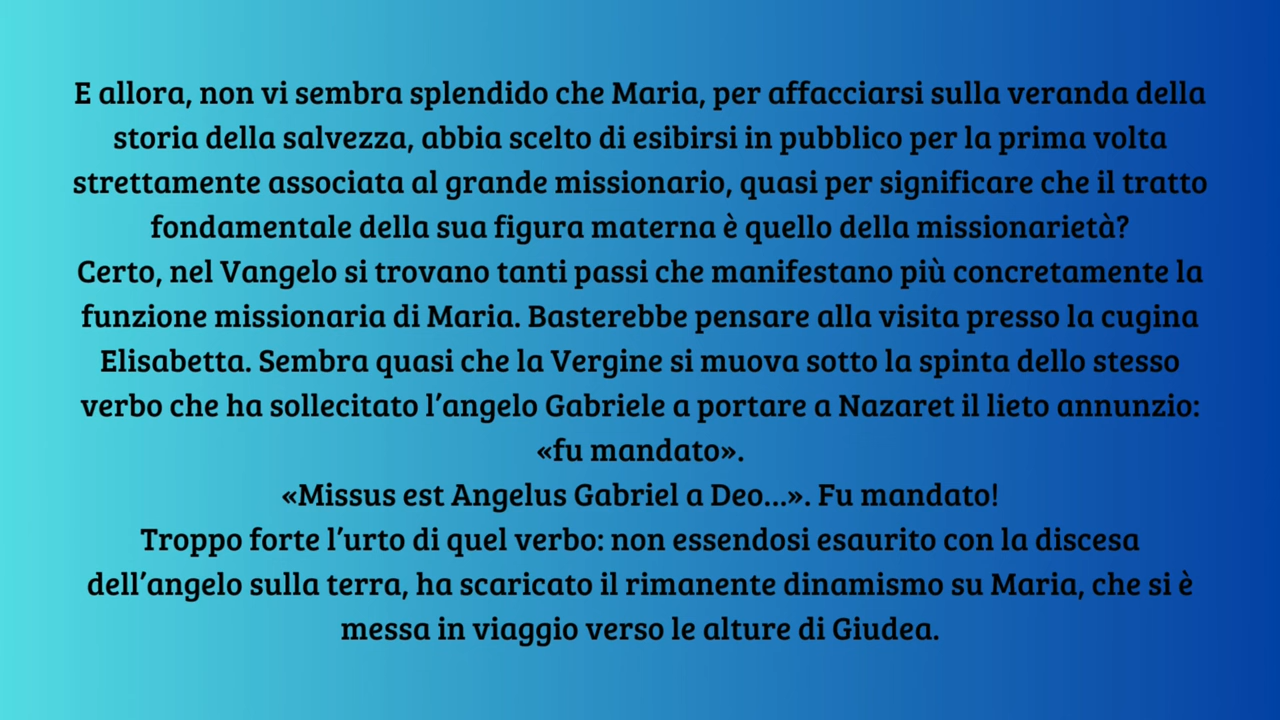 E allora, non vi sembra splendido che Maria, per affacciarsi sulla veranda della
storia della salvezza, abbia scelto di esibirsi in pubblico per la prima volta
strettamente associata al grande missionario, quasi per significare che il tratto
fondamentale della sua figura materna è quello della missionarietà?
Certo, nel Vangelo si trovano tanti passi che manifestano più concretamente la
funzione missionaria di Maria. Basterebbe pensare alla visita presso la cugina
Elisabetta. Sembra quasi che la Vergine si muova sotto la spinta dello stesso
verbo che ha sollecitato l’angelo Gabriele a portare a Nazaret il lieto annunzio:
«fu mandato».
«Missus est Angelus Gabriel a Deo...». Fu mandato!
Troppo forte l’urto di quel verbo: non essendosi esaurito con la discesa
dell’angelo sulla terra, ha scaricato il rimanente dinamismo su Maria, che si è
messa in viaggio verso le alture di Giudea.